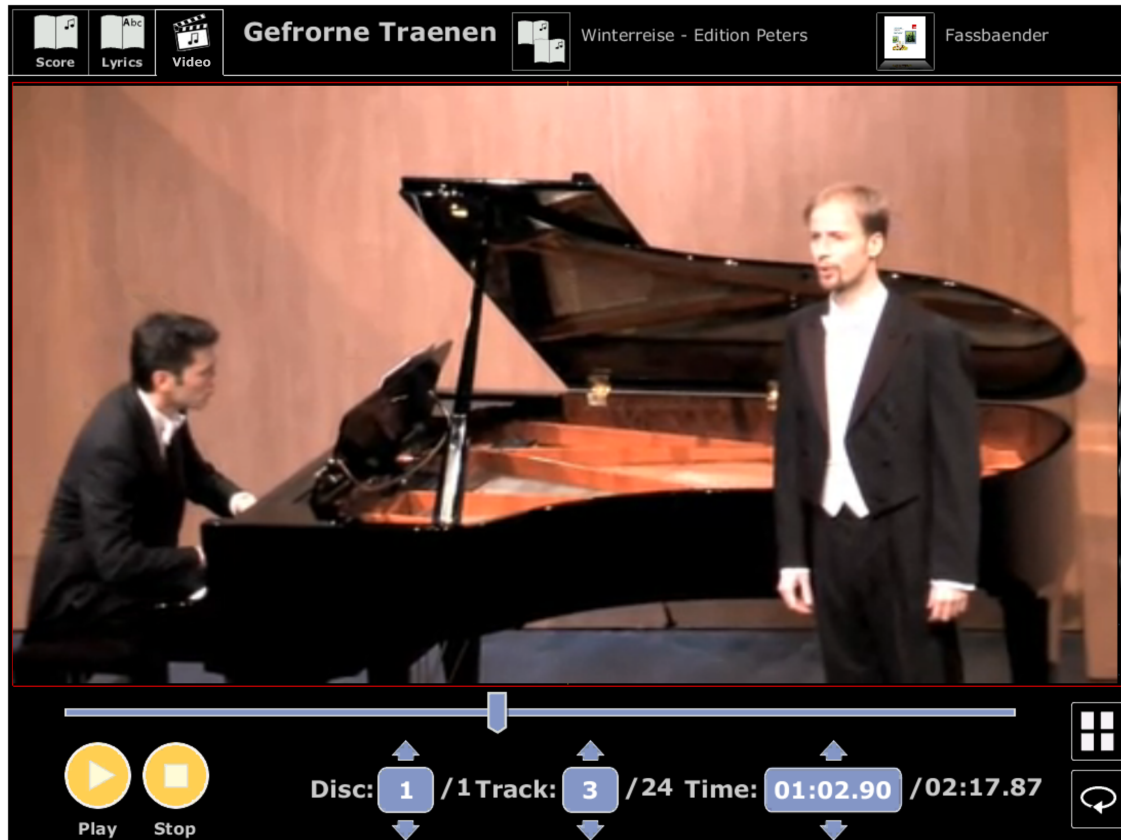 Score
Abc
Lyrics
Video
Gefrorne Traenen
Winterreise - Edition Peters
Fassbaender
Play
Stop
Disc: 1 /1 Track: 3 /24 Time: 01:02.90 /02:17.87